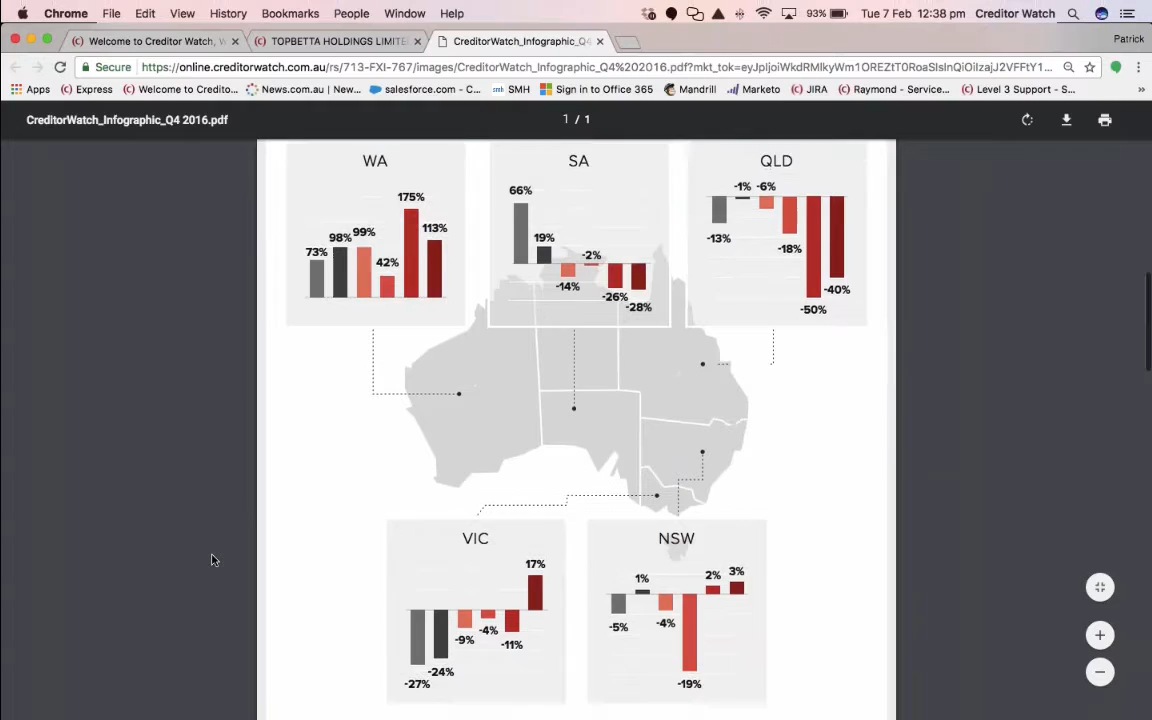 Chrome File Edit View History Bookmarks People Window Help 93% Tue 7 Feb 12:38 pm Creditor Watch
(c) Welcome to Creditor Watch, (c) TOPBETTA HOLDINGS LIMITE CreditorWatch_Infographic_Q4 Patrick
Secure https://online.creditorwatch.com.au/rs/713-FXI-767/images/CreditorWatch_Infographic_Q4%202016.pdf?mkt_tok=eyJpIjoiWkdRMlkyWm1OREZtT0RoaSIsInQiOiIzajJ2VFFtY1...
Apps (c) Express (c) Welcome to Credito... News.com.au | New... salesforce.com - C... smh SMH Sign in to Office 365 Mandrill Marketo (c) JIRA (c) Raymond - Service... (c) Level 3 Support - S... »
CreditorWatch_Infographic_Q4 2016.pdf 1 / 1
WA SA QLD
73% 98% 99% 42% 175% 113%
66% 19% -14% -2% -26% -28%
-13% -1% -6% -18% -50% -40%
VIC NSW
-27% -24% -9% -4% -11% 17%
-5% 1% -4% -19% 2% 3%